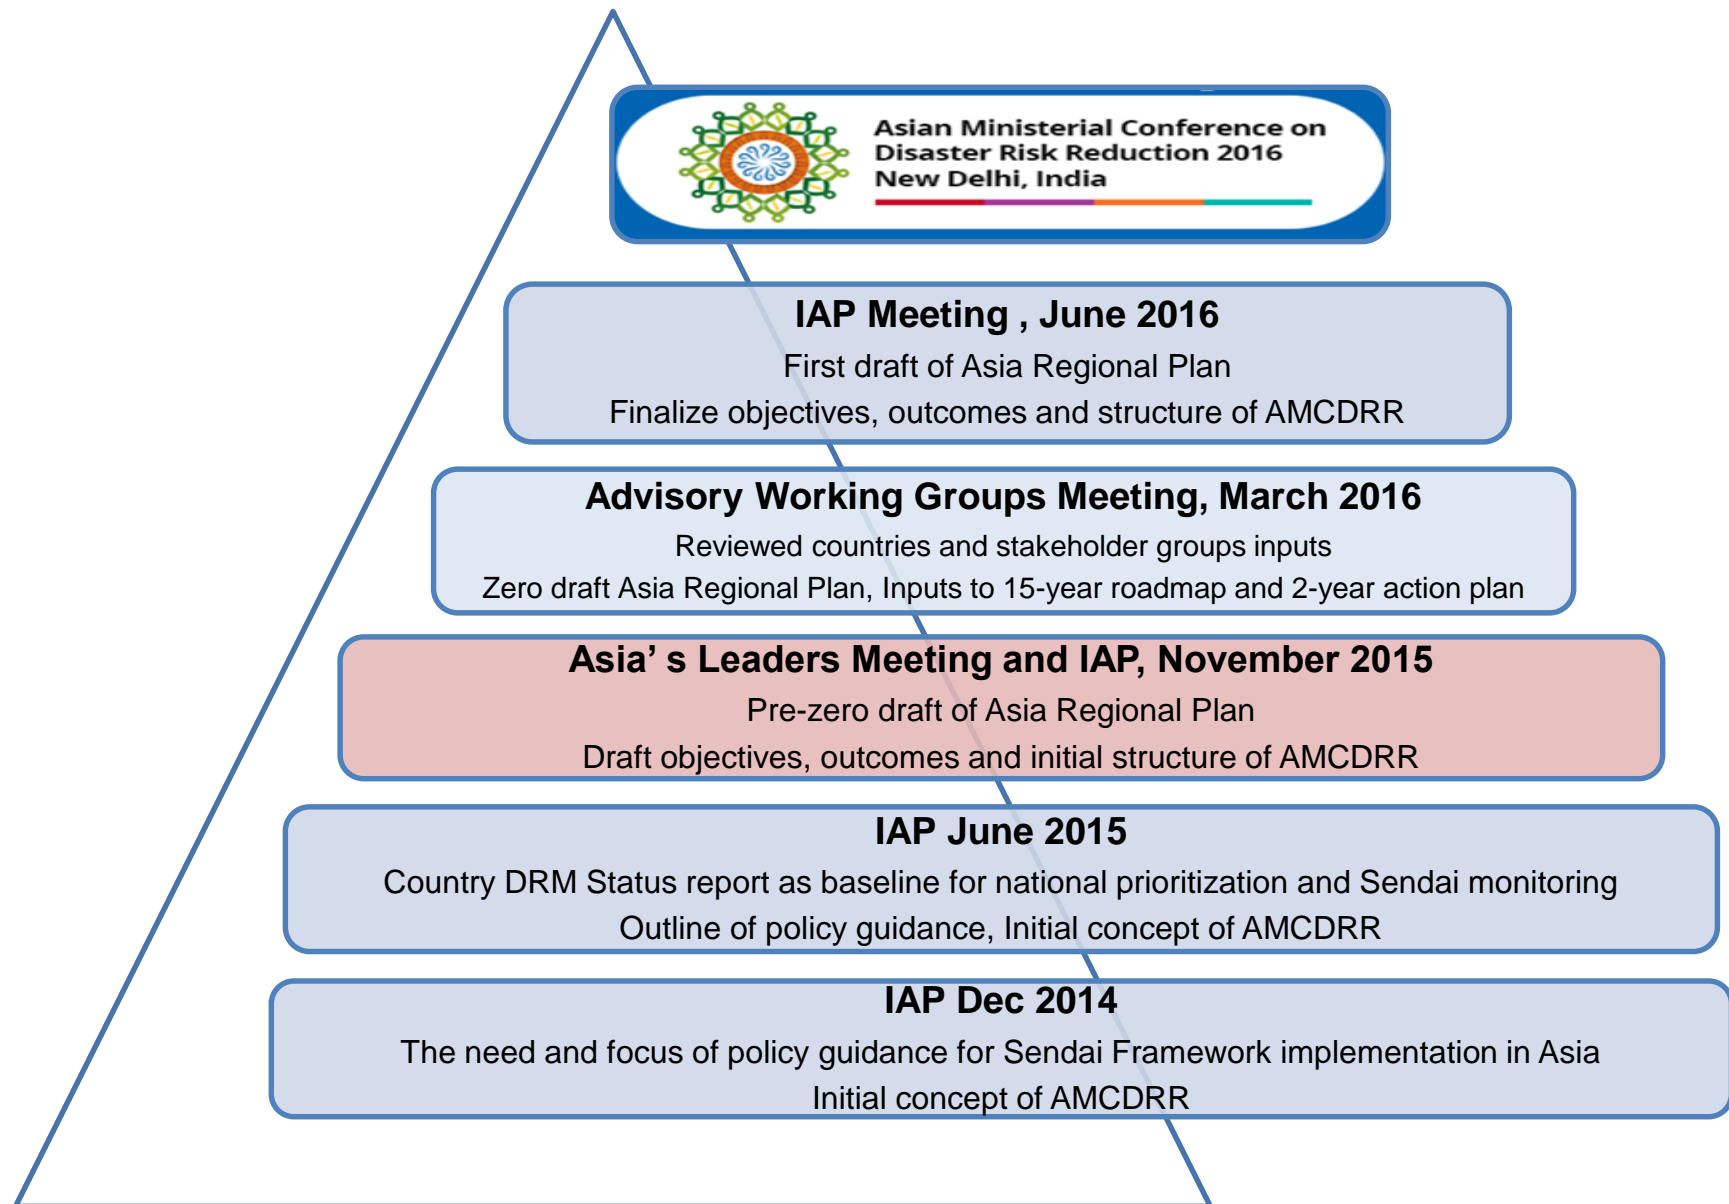 Asian Ministerial Conference on
Disaster Risk Reduction 2016
New Delhi, India
IAP Meeting , June 2016
First draft of Asia Regional Plan
Finalize objectives, outcomes and structure of AMCDRR
Advisory Working Groups Meeting, March 2016
Reviewed countries and stakeholder groups inputs
Zero draft Asia Regional Plan, Inputs to 15-year roadmap and 2-year action plan
Asia’ s Leaders Meeting and IAP, November 2015
Pre-zero draft of Asia Regional Plan
Draft objectives, outcomes and initial structure of AMCDRR
IAP June 2015
Country DRM Status report as baseline for national prioritization and Sendai monitoring
Outline of policy guidance, Initial concept of AMCDRR
IAP Dec 2014
The need and focus of policy guidance for Sendai Framework implementation in Asia
Initial concept of AMCDRR